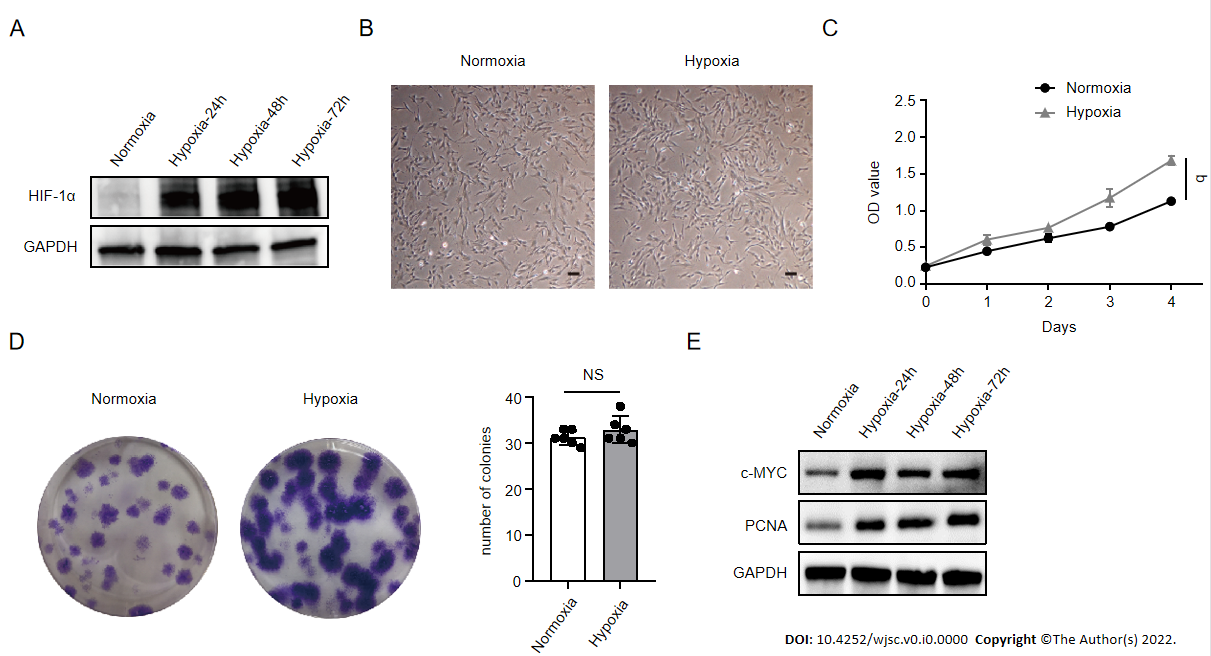 A
Normoxia
Hypoxia-24h
Hypoxia-48h
Hypoxia-72h
HIF-1α
GAPDH
B
Normoxia
Hypoxia
C
Normoxia
Hypoxia
OD value
2.5
2.0
1.5
1.0
0.5
0.0
0 1 2 3 4
Days
b
D
Normoxia
Hypoxia
NS
number of colonies
40
30
20
10
0
Normoxia
Hypoxia
E
Normoxia
Hypoxia-24h
Hypoxia-48h
Hypoxia-72h
c-MYC
PCNA
GAPDH
DOI: 10.4252/wjsc.v0.i0.0000 Copyright ©The Author(s) 2022.